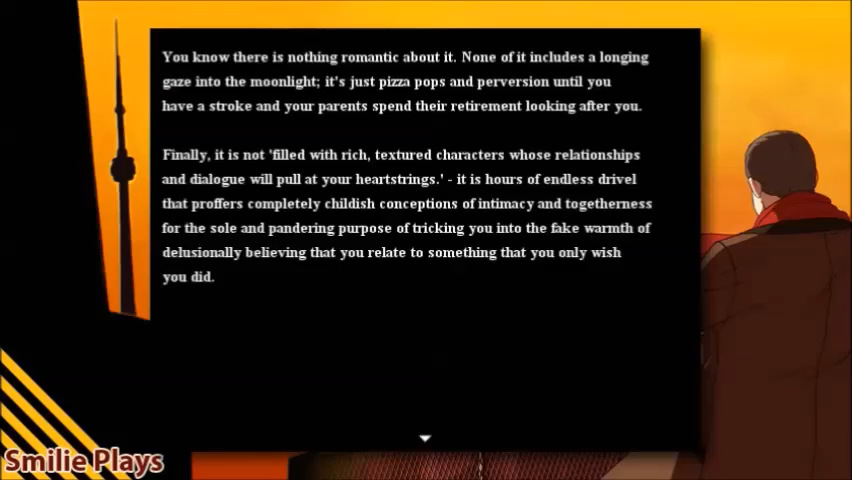 You know there is nothing romantic about it. None of it includes a longing
gaze into the moonlight; it's just pizza pops and perversion until you
have a stroke and your parents spend their retirement looking after you.
Finally, it is not 'filled with rich, textured characters whose relationships
and dialogue will pull at your heartstrings.' - it is hours of endless drivel
that proffers completely childish conceptions of intimacy and togetherness
for the sole and pandering purpose of tricking you into the fake warmth of
delusionally believing that you relate to something that you only wish
you did.
Smilie Plays